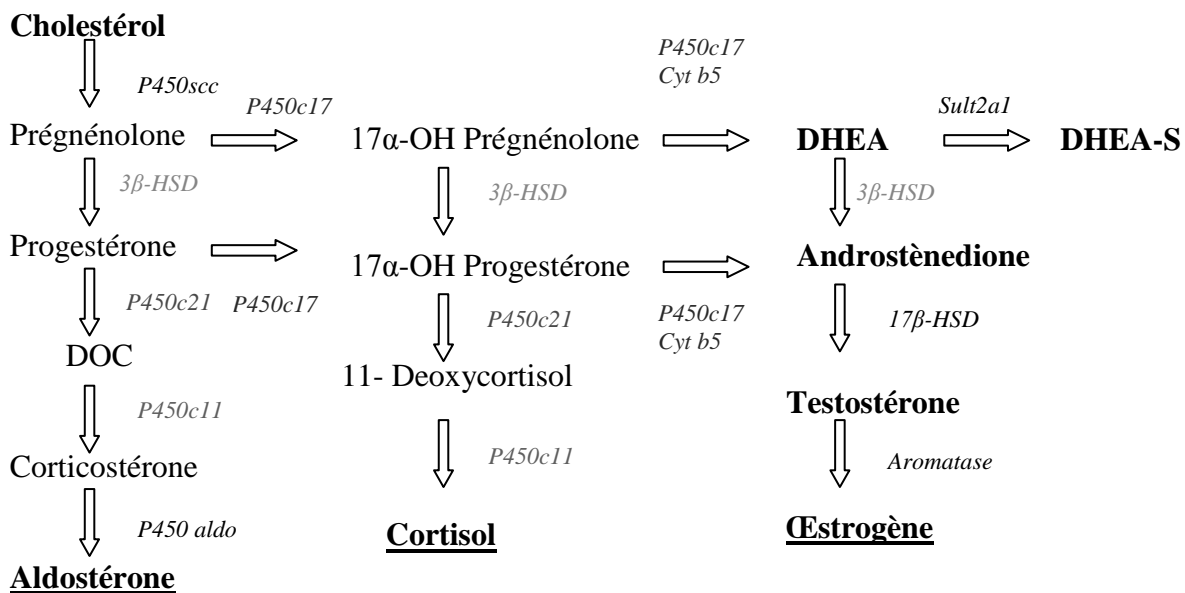 Cholestérol
P450scc
P450c17
P450c17
Cyt b5
Sult2a1
Prégnénolone
17α-OH Prégnénolone
DHEA
DHEA-S
3β-HSD
3β-HSD
3β-HSD
Progestérone
17α-OH Progestérone
Androstènedione
P450c21
P450c17
P450c21
P450c17
Cyt b5
17β-HSD
DOC
11- Deoxycortisol
Testostérone
P450c11
P450c11
Aromatase
Corticostérone
P450 aldo
Cortisol
Œstrogène
Aldostérone